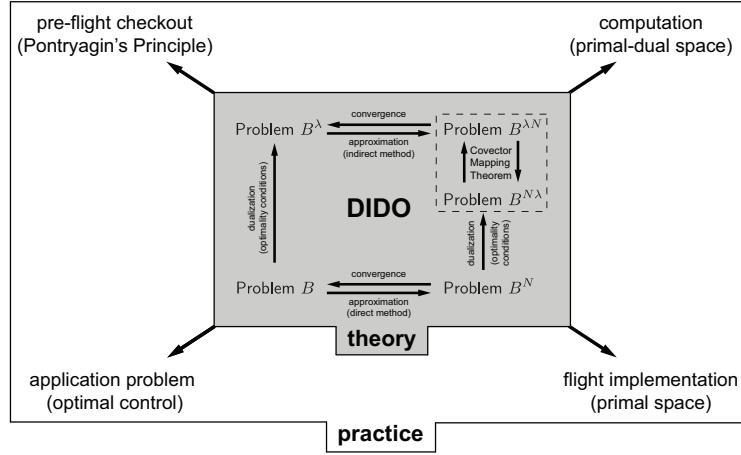 pre-flight checkout
(Pontryagin's Principle)
computation
(primal-dual space)
Problem B^λ
convergence
approximation
(indirect method)
Problem B^{λN}
Covector
Mapping
Theorem
Problem B^{Nλ}
dualization
(optimality conditions)
DIDO
dualization
(optimality
conditions)
Problem B
convergence
approximation
(direct method)
Problem B^N
theory
application problem
(optimal control)
flight implementation
(primal space)
practice